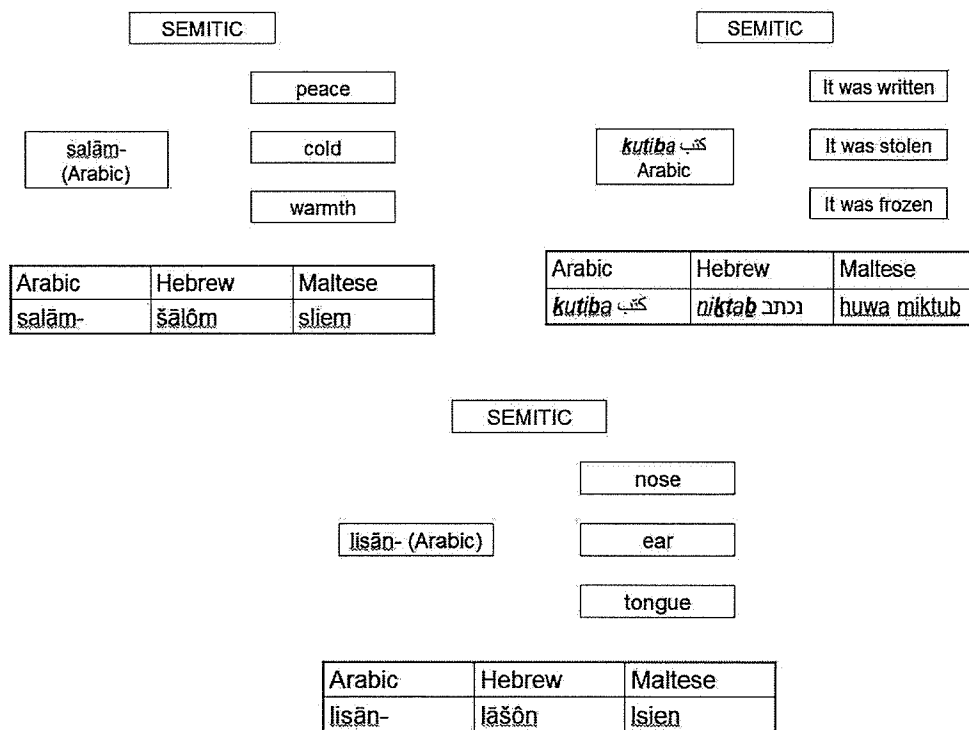 SEMITIC
peace
salām-
(Arabic)
cold
warmth
Arabic Hebrew Maltese
salām- šālôm sliem
SEMITIC
It was written
kutiba كتب
Arabic
It was stolen
It was frozen
Arabic Hebrew Maltese
kutiba كتب niktab נכתב huwa miktub
SEMITIC
nose
lisān- (Arabic)
ear
tongue
Arabic Hebrew Maltese
lisān- lāšôn lsien